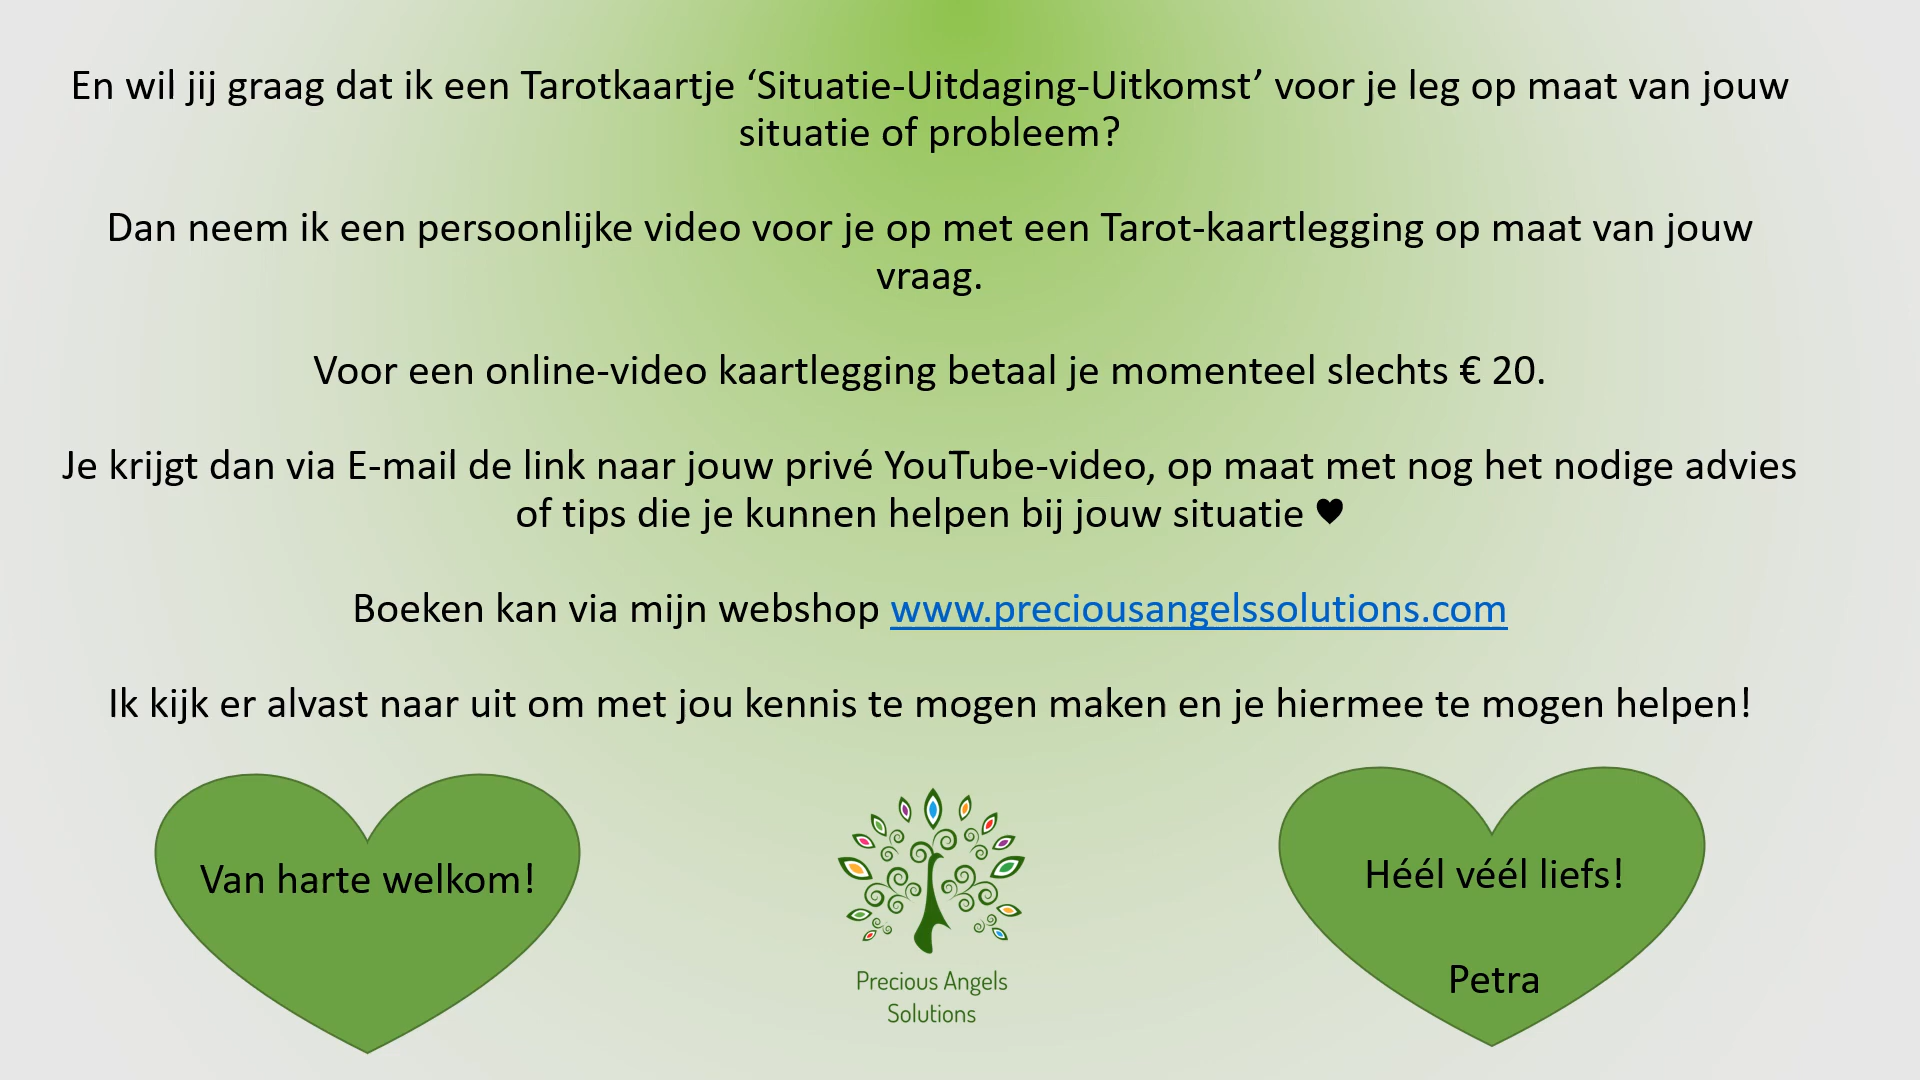 En wil jij graag dat ik een Tarotkaartje ‘Situatie-Uitdaging-Uitkomst’ voor je leg op maat van jouw
situatie of probleem?
Dan neem ik een persoonlijke video voor je op met een Tarot-kaartlegging op maat van jouw
vraag.
Voor een online-video kaartlegging betaal je momenteel slechts € 20.
Je krijgt dan via E-mail de link naar jouw privé YouTube-video, op maat met nog het nodige advies
of tips die je kunnen helpen bij jouw situatie ♥
Boeken kan via mijn webshop www.preciousangelssolutions.com
Ik kijk er alvast naar uit om met jou kennis te mogen maken en je hiermee te mogen helpen!
Van harte welkom!
Precious Angels
Solutions
Héél véél liefs!
Petra